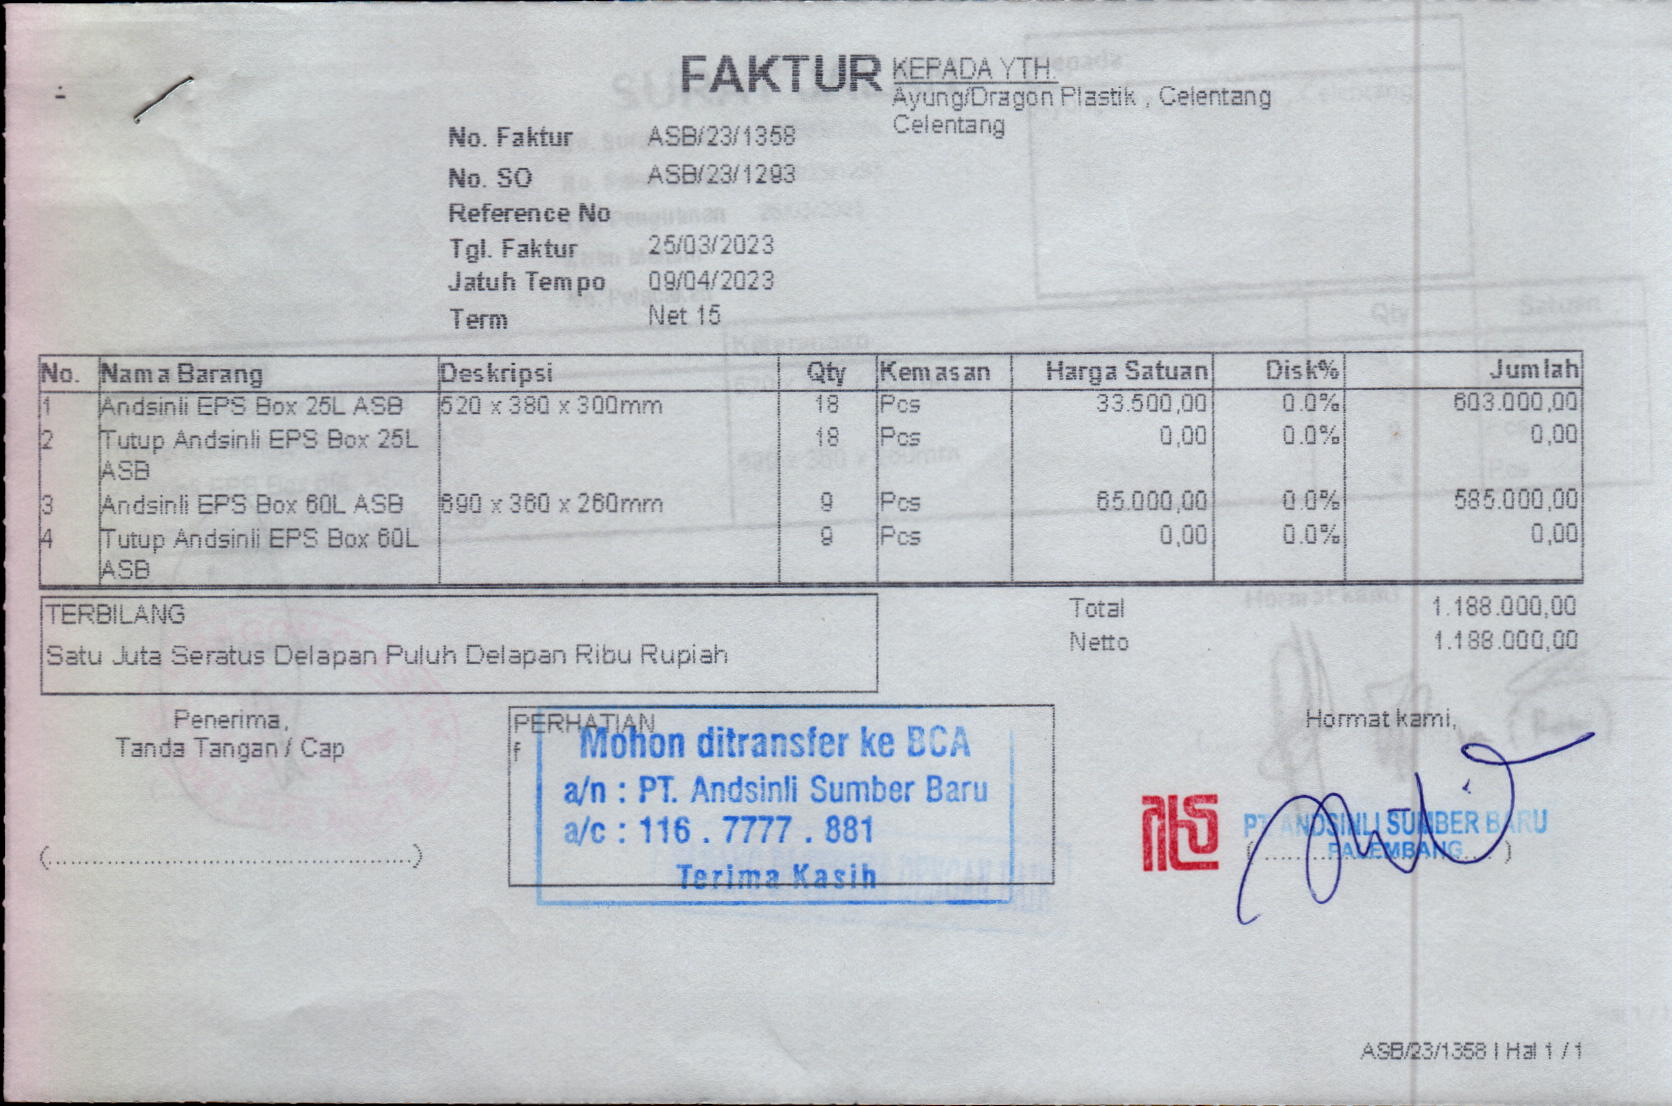 FAKTUR
KEPADA YTH.
Ayung/Dragon Plastik , Celentang
Celentang
No. Faktur ASB/23/1358
No. SO ASB/23/1293
Reference No
Tgl. Faktur 25/03/2023
Jatuh Tempo 09/04/2023
Term Net 15
No. Nama Barang Deskripsi Qty Kemasan Harga Satuan Disk% Jumlah
1 Andsinli EPS Box 25L ASB 520 x 380 x 300mm 18 Pcs 33.500,00 0.0% 603.000,00
2 Tutup Andsinli EPS Box 25L 18 Pcs 0,00 0.0% 0,00
ASB
3 Andsinli EPS Box 60L ASB 690 x 360 x 260mm 9 Pcs 65.000,00 0.0% 585.000,00
4 Tutup Andsinli EPS Box 60L 9 Pcs 0,00 0.0% 0,00
ASB
TERBILANG
Satu Juta Seratus Delapan Puluh Delapan Ribu Rupiah
Total 1.188.000,00
Netto 1.188.000,00
Penerima,
Tanda Tangan / Cap
(............................................)
PERHATIAN
f
Mohon ditransfer ke BCA
a/n : PT. Andsinli Sumber Baru
a/c : 116 . 7777 . 881
Terima Kasih
Hormat kami,
PT ANDSINLI SUMBER BARU
PALEMBANG
ASB/23/1358 | Hal 1 / 1